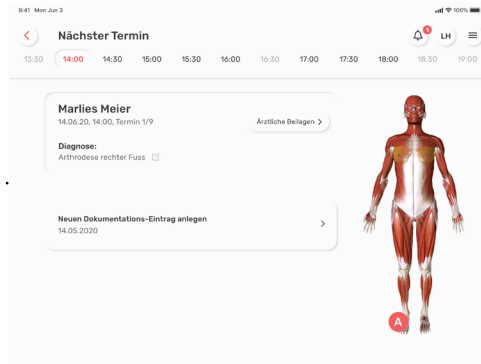 9:41 Mon Jun 3
100%
Nächster Termin
1
LH
13:30 14:00 14:30 15:00 15:30 16:00 16:30 17:00 17:30 18:00 18:30 19:00
Marlies Meier
14.06.20, 14:00, Termin 1/9
Ärztliche Beilagen
Diagnose:
Arthrodese rechter Fuss
Neuen Dokumentations-Eintrag anlegen
14.05.2020
A